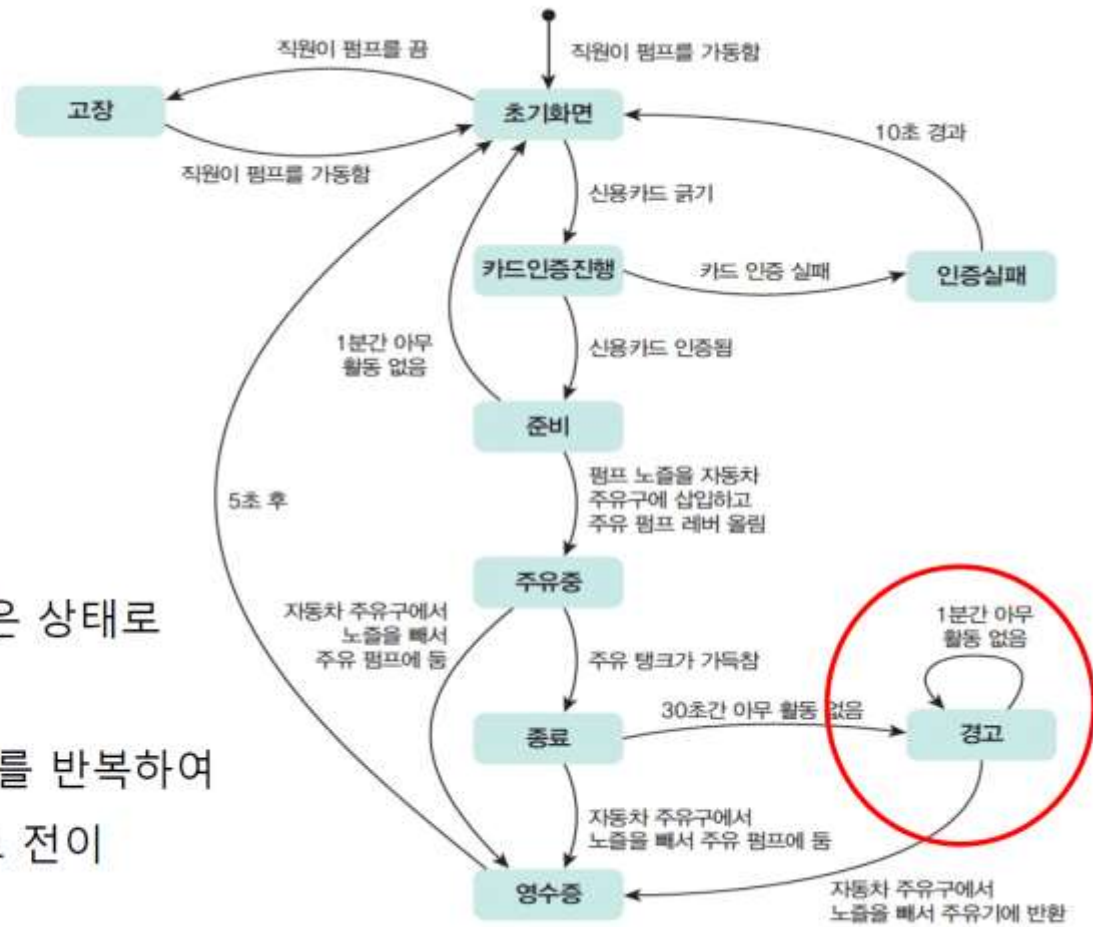 직원이 펌프를 끔
직원이 펌프를 가동함
고장
초기화면
10초 경과
직원이 펌프를 가동함
신용카드 긁기
카드인증진행
카드 인증 실패
인증실패
1분간 아무
활동 없음
신용카드 인증됨
준비
펌프 노즐을 자동차
주유구에 삽입하고
주유 펌프 레버 올림
5초 후
주유중
은 상태로
자동차 주유구에서
노즐을 빼서
주유 펌프에 둠
주유 탱크가 가득참
1분간 아무
활동 없음
30초간 아무 활동 없음
종료
경고
를 반복하여
전이
자동차 주유구에서
노즐을 빼서 주유 펌프에 둠
영수증
자동차 주유구에서
노즐을 빼서 주유기에 반환